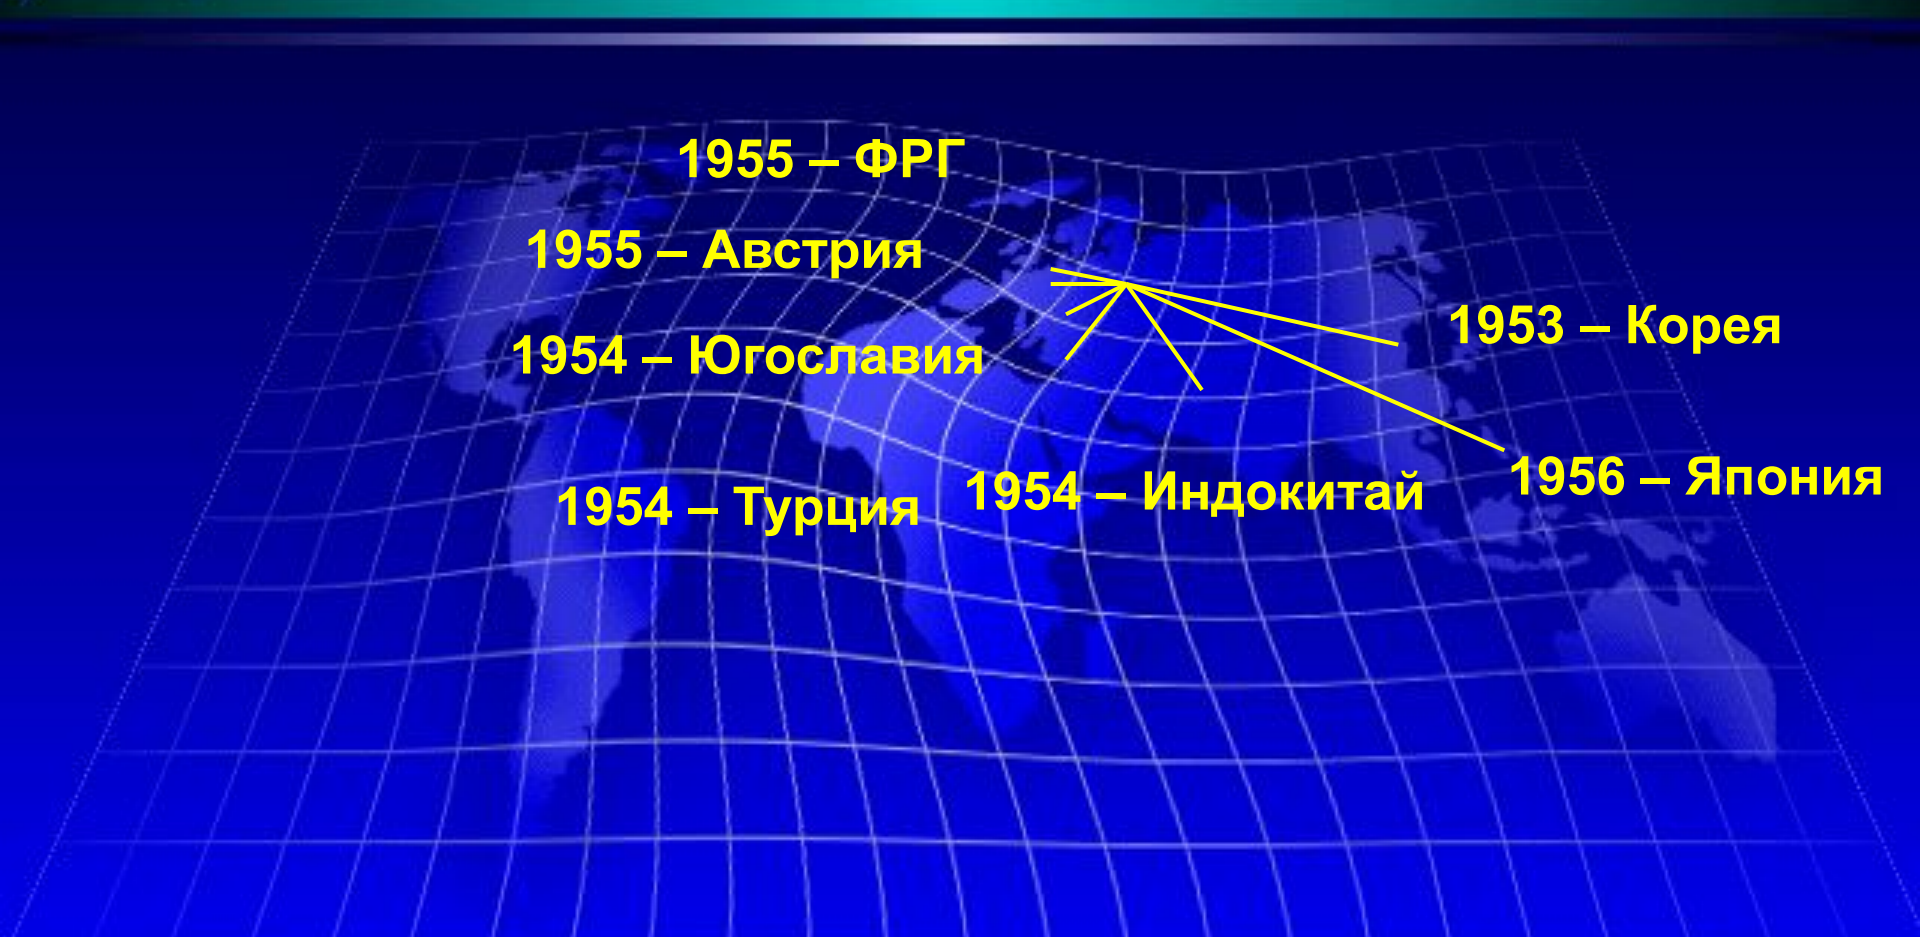 1955 – ФРГ
1955 – Австрия
1953 – Корея
1954 – Югославия
1956 – Япония
1954 – Индокитай
1954 – Турция